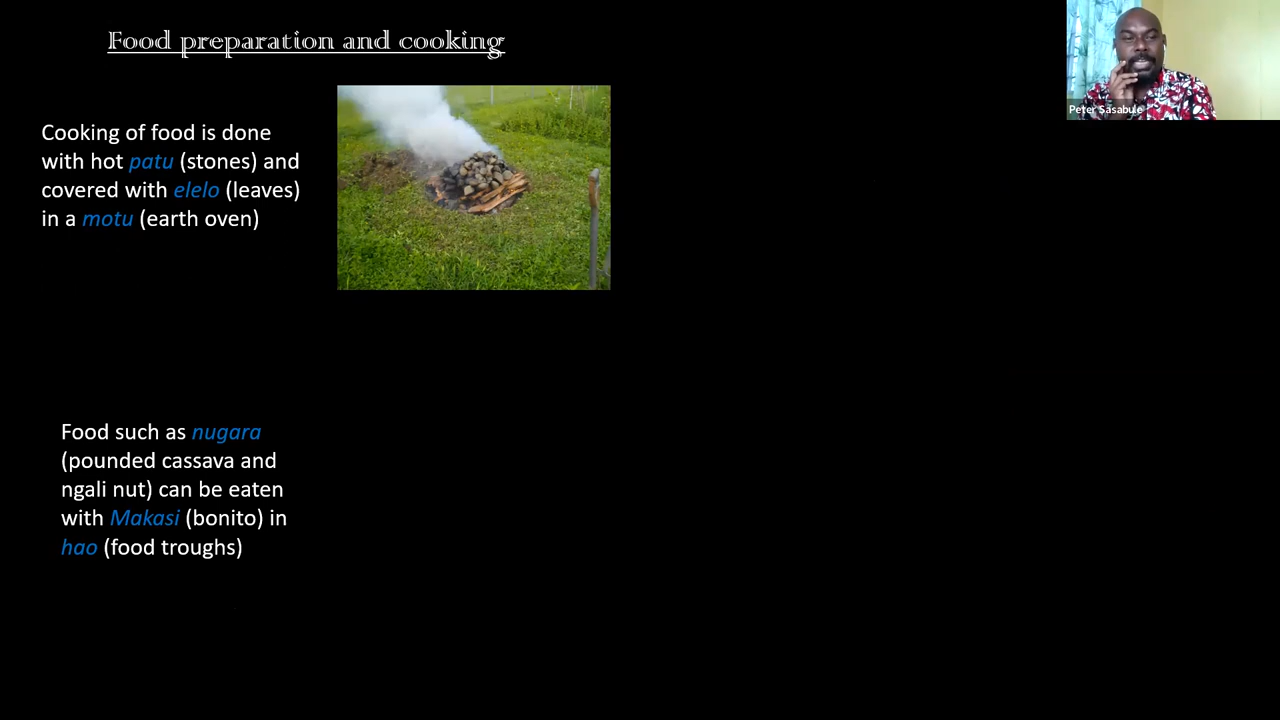 Food preparation and cooking
Peter Sasabule
Cooking of food is done
with hot patu (stones) and
covered with elelo (leaves)
in a motu (earth oven)
Food such as nugara
(pounded cassava and
ngali nut) can be eaten
with Makasi (bonito) in
hao (food troughs)